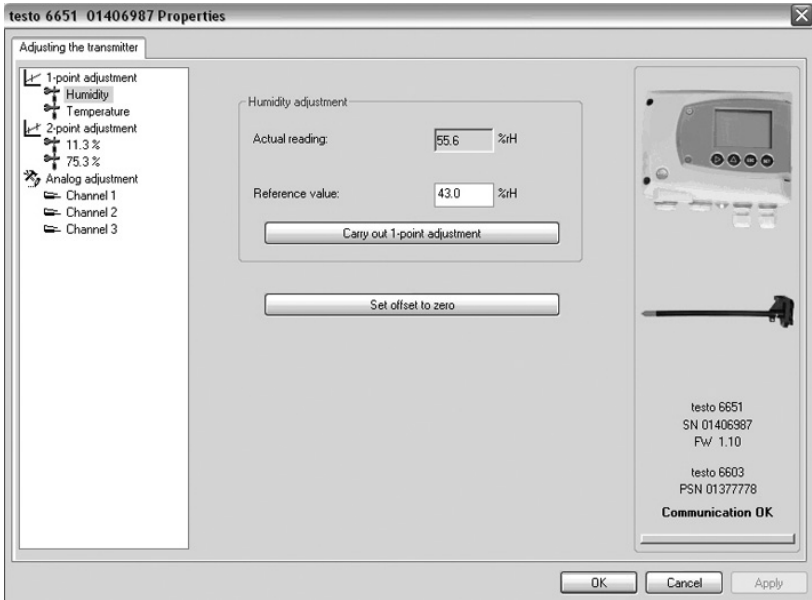 testo 6651 01406987 Properties
Adjusting the transmitter
1-point adjustment
Humidity
Temperature
2-point adjustment
11.3 %
75.3 %
Analog adjustment
Channel 1
Channel 2
Channel 3
Humidity adjustment
Actual reading: 55.6 %rH
Reference value: 43.0 %rH
Carry out 1-point adjustment
Set offset to zero
testo 6651
SN 01406987
FW 1.10
testo 6603
PSN 01377778
Communication OK
OK Cancel Apply